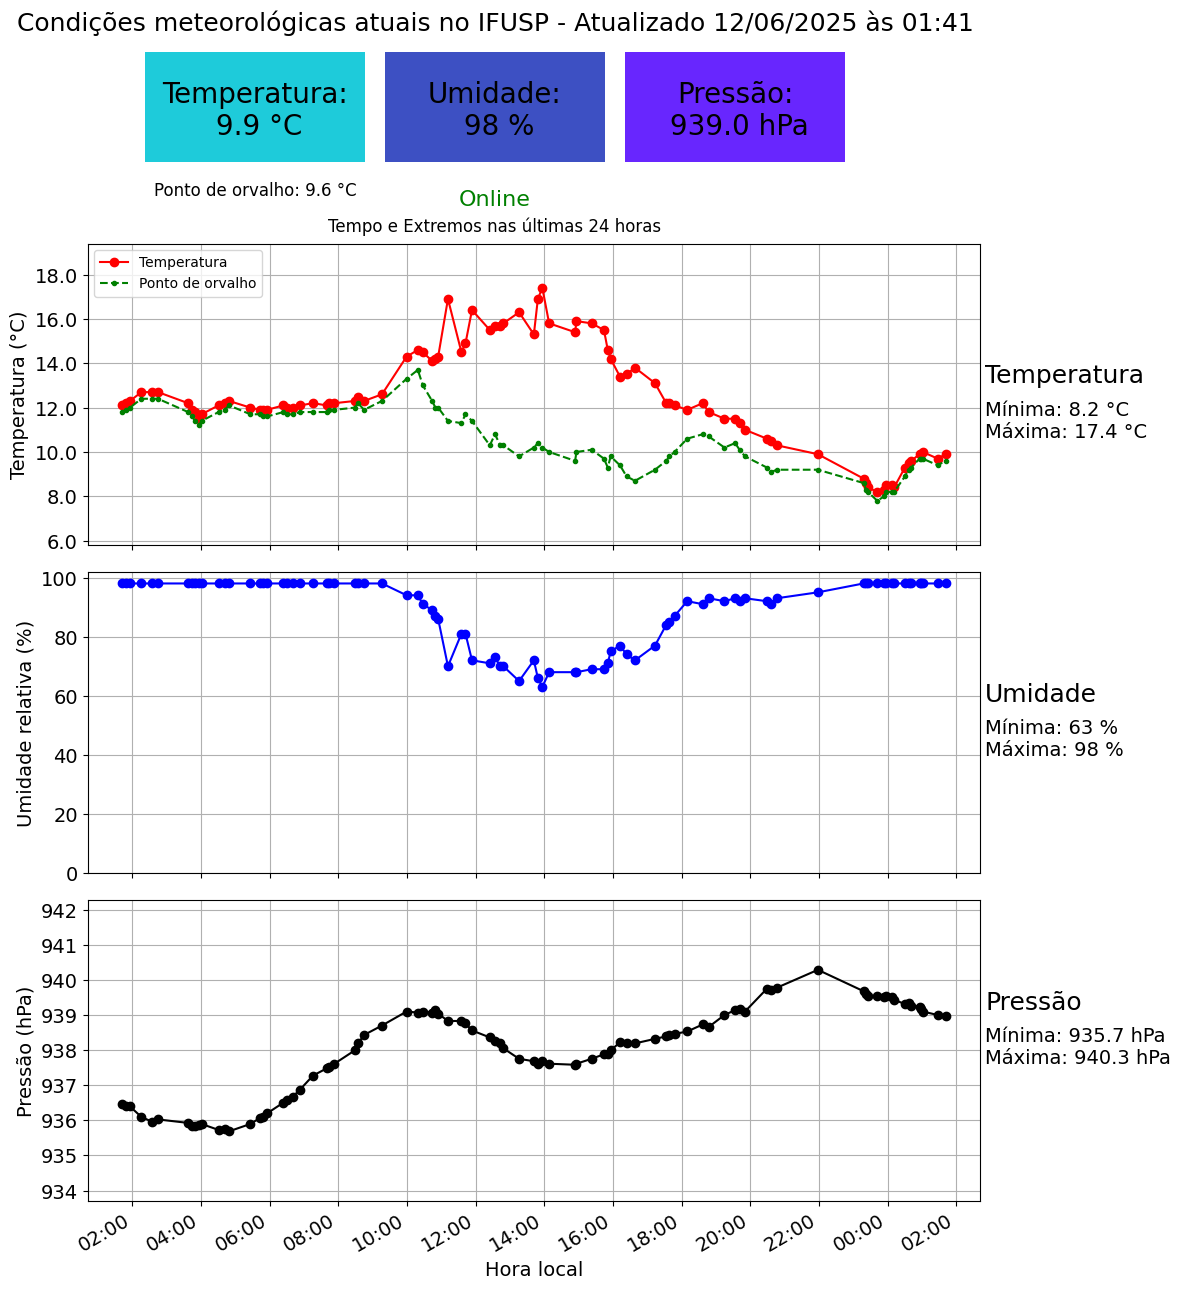 Condições meteorológicas atuais no IFUSP - Atualizado 12/06/2025 às 01:41
Temperatura:
9.9 °C
Umidade:
98 %
Pressão:
939.0 hPa
Ponto de orvalho: 9.6 °C
Online
Tempo e Extremos nas últimas 24 horas
Temperatura
Ponto de orvalho
Temperatura (°C)
18.0
16.0
14.0
12.0
10.0
8.0
6.0
Temperatura
Mínima: 8.2 °C
Máxima: 17.4 °C
Umidade relativa (%)
100
80
60
40
20
0
Umidade
Mínima: 63 %
Máxima: 98 %
Pressão (hPa)
942
941
940
939
938
937
936
935
934
Pressão
Mínima: 935.7 hPa
Máxima: 940.3 hPa
02:00
04:00
06:00
08:00
10:00
12:00
14:00
16:00
18:00
20:00
22:00
00:00
02:00
Hora local